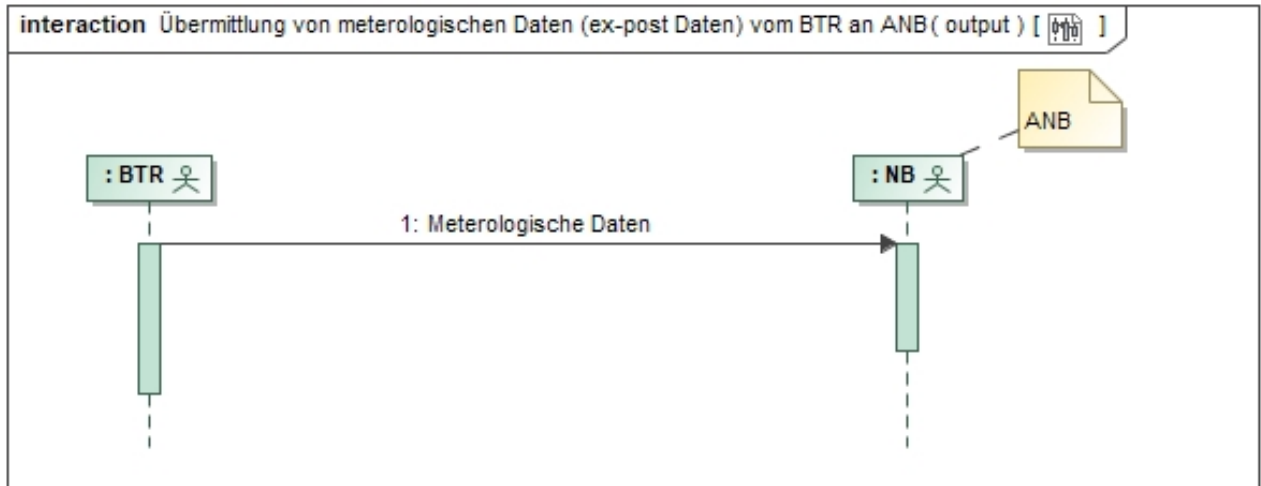 interaction Übermittlung von meterologischen Daten (ex-post Daten) vom BTR an ANB ( output ) [ ]
ANB
: BTR
: NB
1: Meterologische Daten